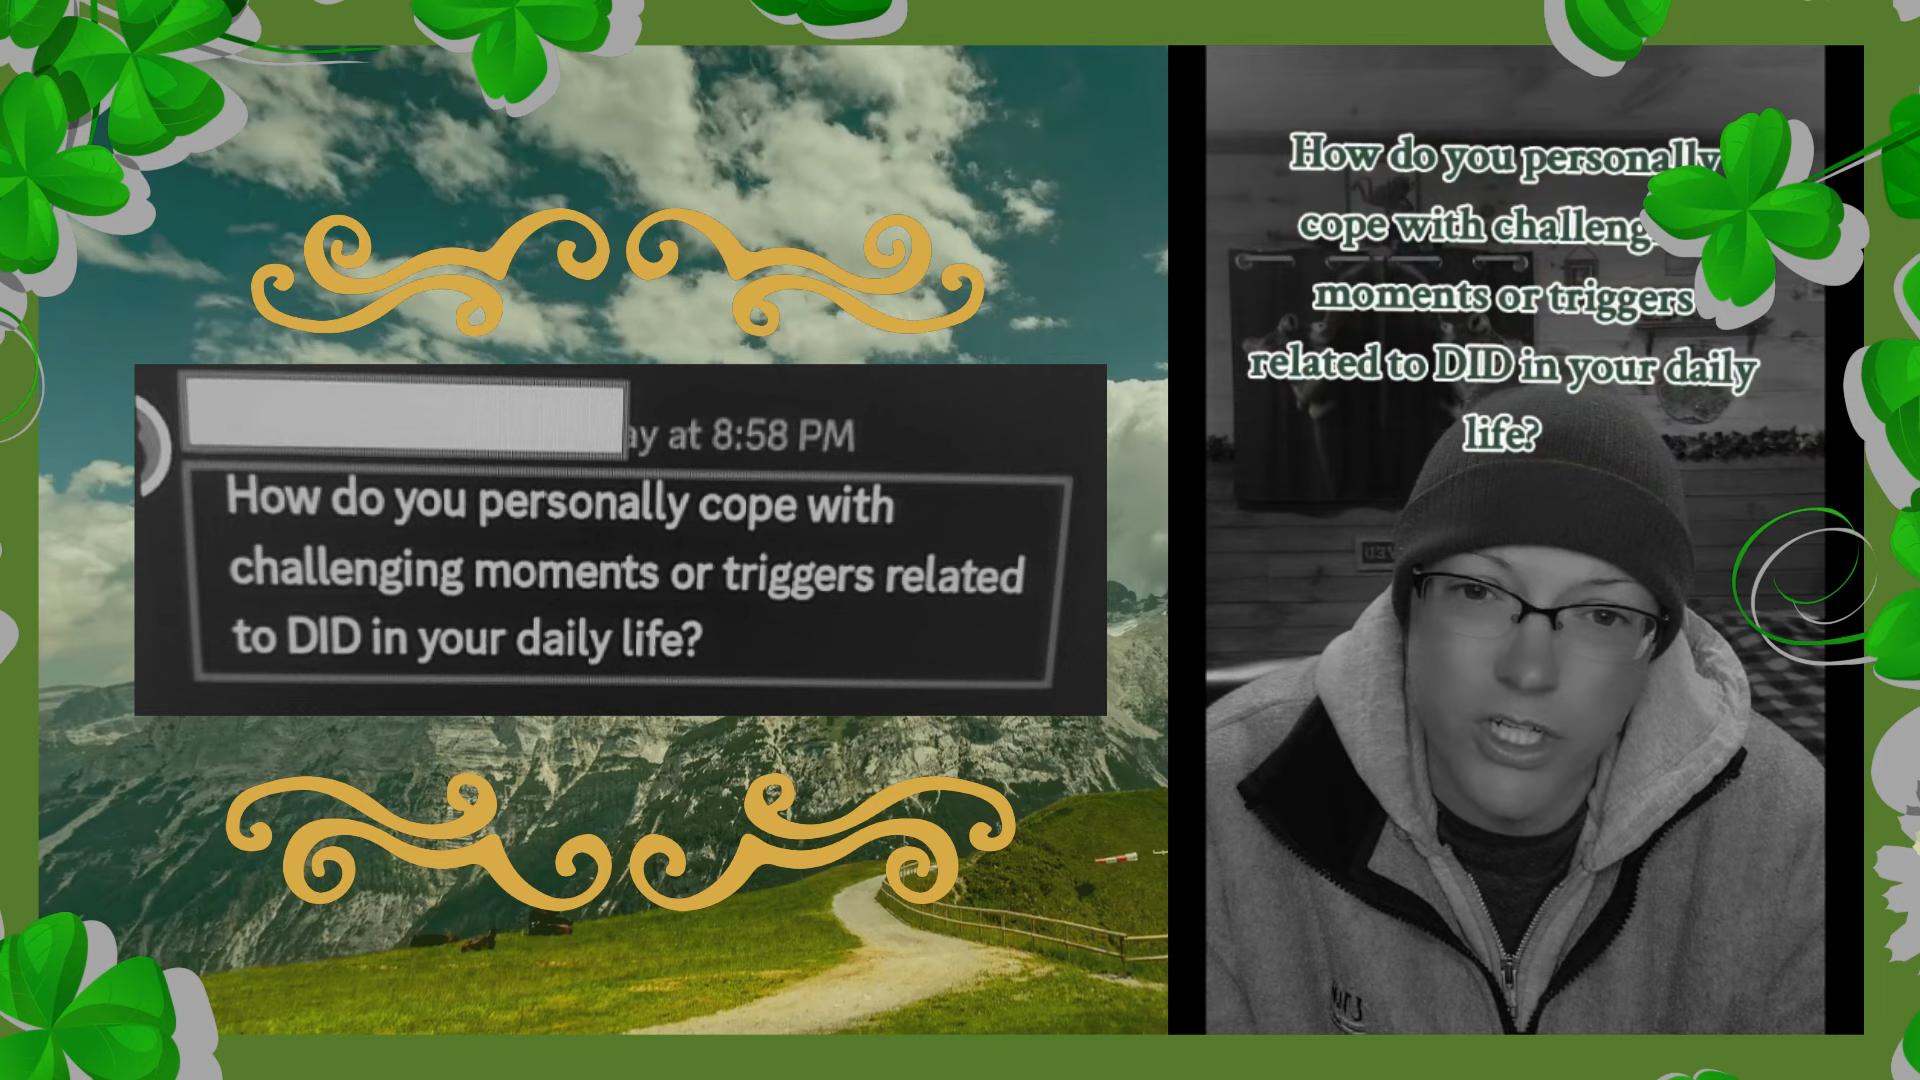 ay at 8:58 PM
How do you personally cope with
challenging moments or triggers related
to DID in your daily life?
How do you personally
cope with challeng
moments or triggers
related to DID in your daily
life?